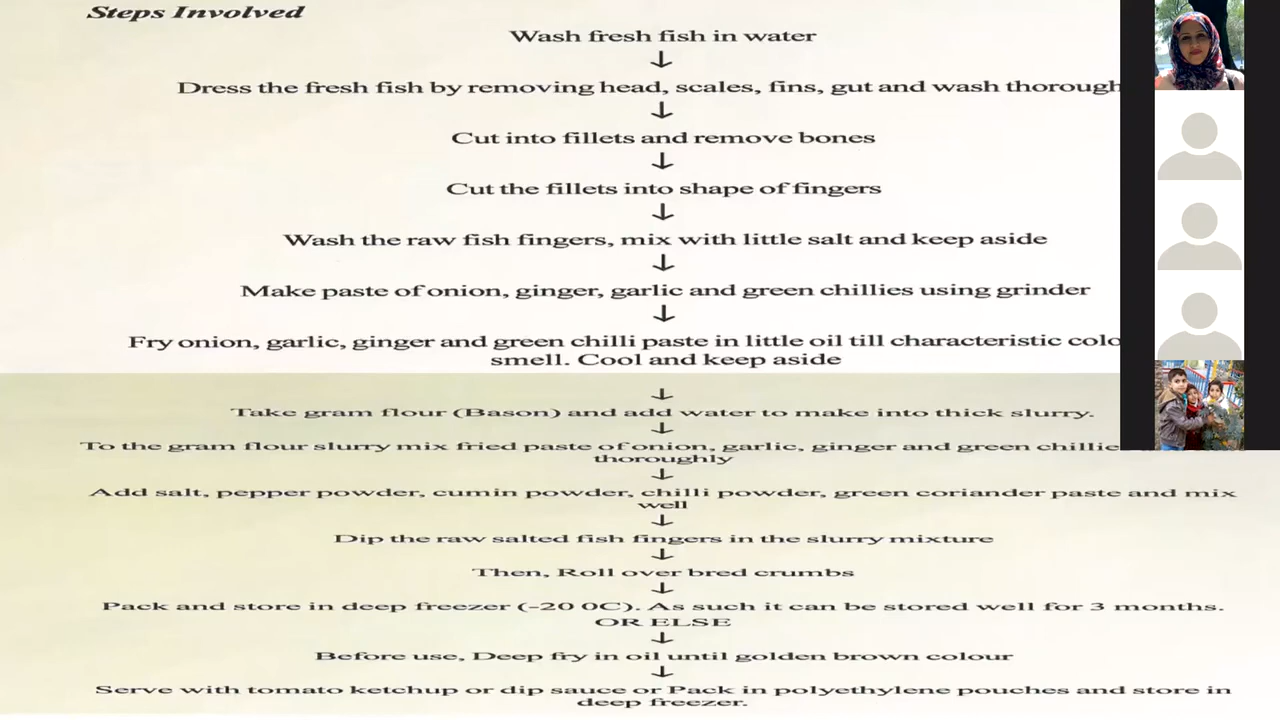 Steps Involved
Wash fresh fish in water
↓
Dress the fresh fish by removing head, scales, fins, gut and wash thorough
↓
Cut into fillets and remove bones
↓
Cut the fillets into shape of fingers
↓
Wash the raw fish fingers, mix with little salt and keep aside
↓
Make paste of onion, ginger, garlic and green chillies using grinder
↓
Fry onion, garlic, ginger and green chilli paste in little oil till characteristic colo
smell. Cool and keep aside
↓
Take gram flour (Bason) and add water to make into thick slurry.
↓
To the gram flour slurry mix fried paste of onion, garlic, ginger and green chillie
thoroughly
↓
Add salt, pepper powder, cumin powder, chilli powder, green coriander paste and mix
well
↓
Dip the raw salted fish fingers in the slurry mixture
↓
Then, Roll over bred crumbs
↓
Pack and store in deep freezer (-20 0C). As such it can be stored well for 3 months.
OR ELSE
↓
Before use, Deep fry in oil until golden brown colour
↓
Serve with tomato ketchup or dip sauce or Pack in polyethylene pouches and store in
deep freezer.